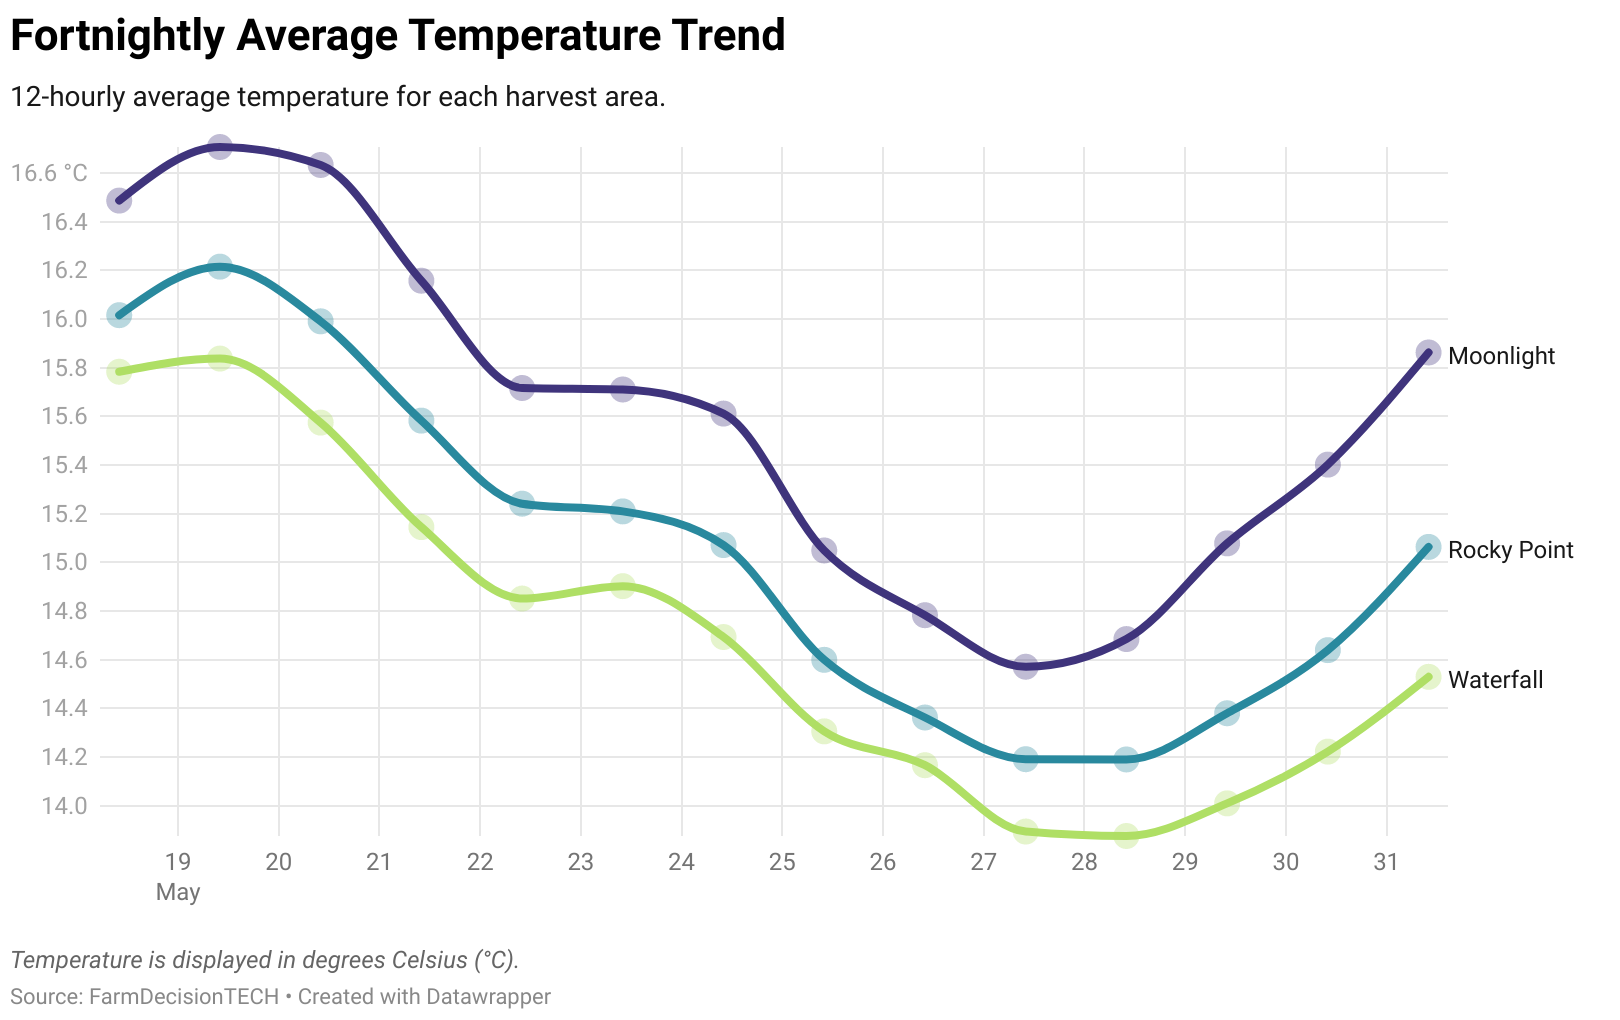 Fortnightly Average Temperature Trend
12-hourly average temperature for each harvest area.
16.6 °C
16.4
16.2
16.0
15.8
15.6
15.4
15.2
15.0
14.8
14.6
14.4
14.2
14.0
Moonlight
Rocky Point
Waterfall
19 20 21 22 23 24 25 26 27 28 29 30 31
May
Temperature is displayed in degrees Celsius (°C).
Source: FarmDecisionTECH • Created with Datawrapper